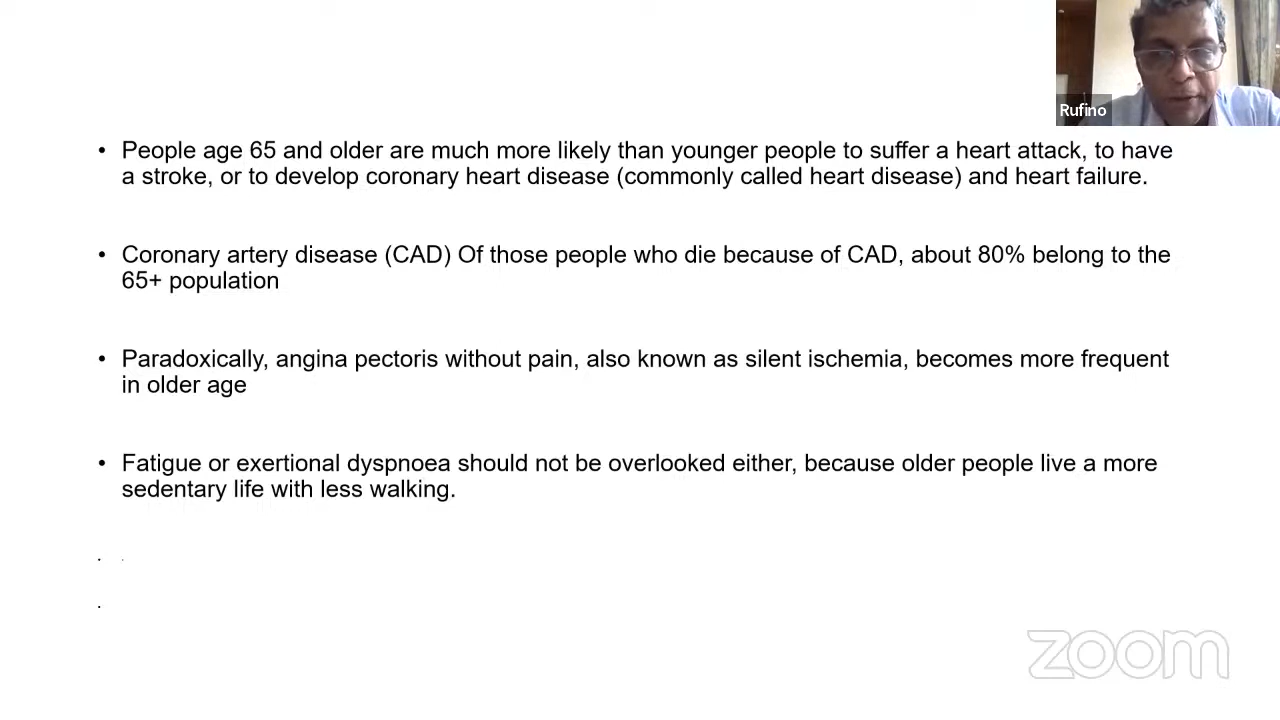 Rufino
• People age 65 and older are much more likely than younger people to suffer a heart attack, to have
a stroke, or to develop coronary heart disease (commonly called heart disease) and heart failure.
• Coronary artery disease (CAD) Of those people who die because of CAD, about 80% belong to the
65+ population
• Paradoxically, angina pectoris without pain, also known as silent ischemia, becomes more frequent
in older age
• Fatigue or exertional dyspnoea should not be overlooked either, because older people live a more
sedentary life with less walking.
zoom